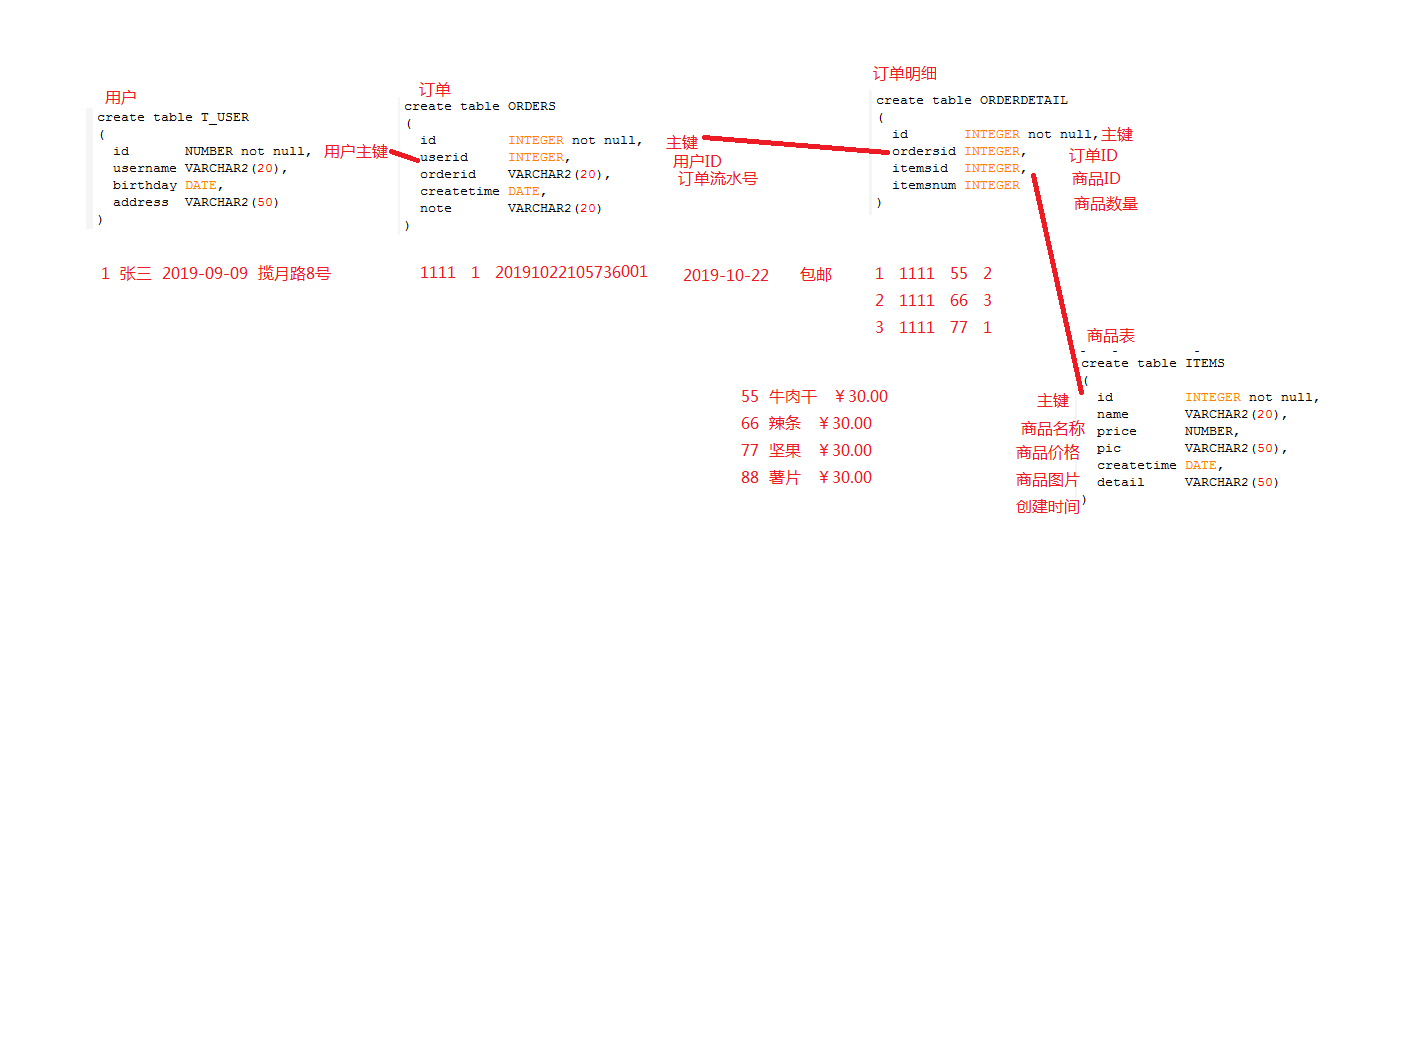 用户
create table T_USER
(
id NUMBER not null, 用户主键
username VARCHAR2(20),
birthday DATE,
address VARCHAR2(50)
)
1 张三 2019-09-09 揽月路8号
订单
create table ORDERS
(
id INTEGER not null, 主键
userid INTEGER, 用户ID
orderid VARCHAR2(20), 订单流水号
createtime DATE,
note VARCHAR2(20)
)
1111 1 20191022105736001 2019-10-22 包邮
订单明细
create table ORDERDETAIL
(
id INTEGER not null, 主键
ordersid INTEGER, 订单ID
itemsid INTEGER, 商品ID
itemsnum INTEGER 商品数量
)
1 1111 55 2
2 1111 66 3
3 1111 77 1
55 牛肉干 ￥30.00
66 辣条 ￥30.00
77 坚果 ￥30.00
88 薯片 ￥30.00
商品表
create table ITEMS
(
主键 id INTEGER not null,
商品名称 name VARCHAR2(20),
商品价格 price NUMBER,
商品图片 pic VARCHAR2(50),
创建时间 createtime DATE,
detail VARCHAR2(50)
)